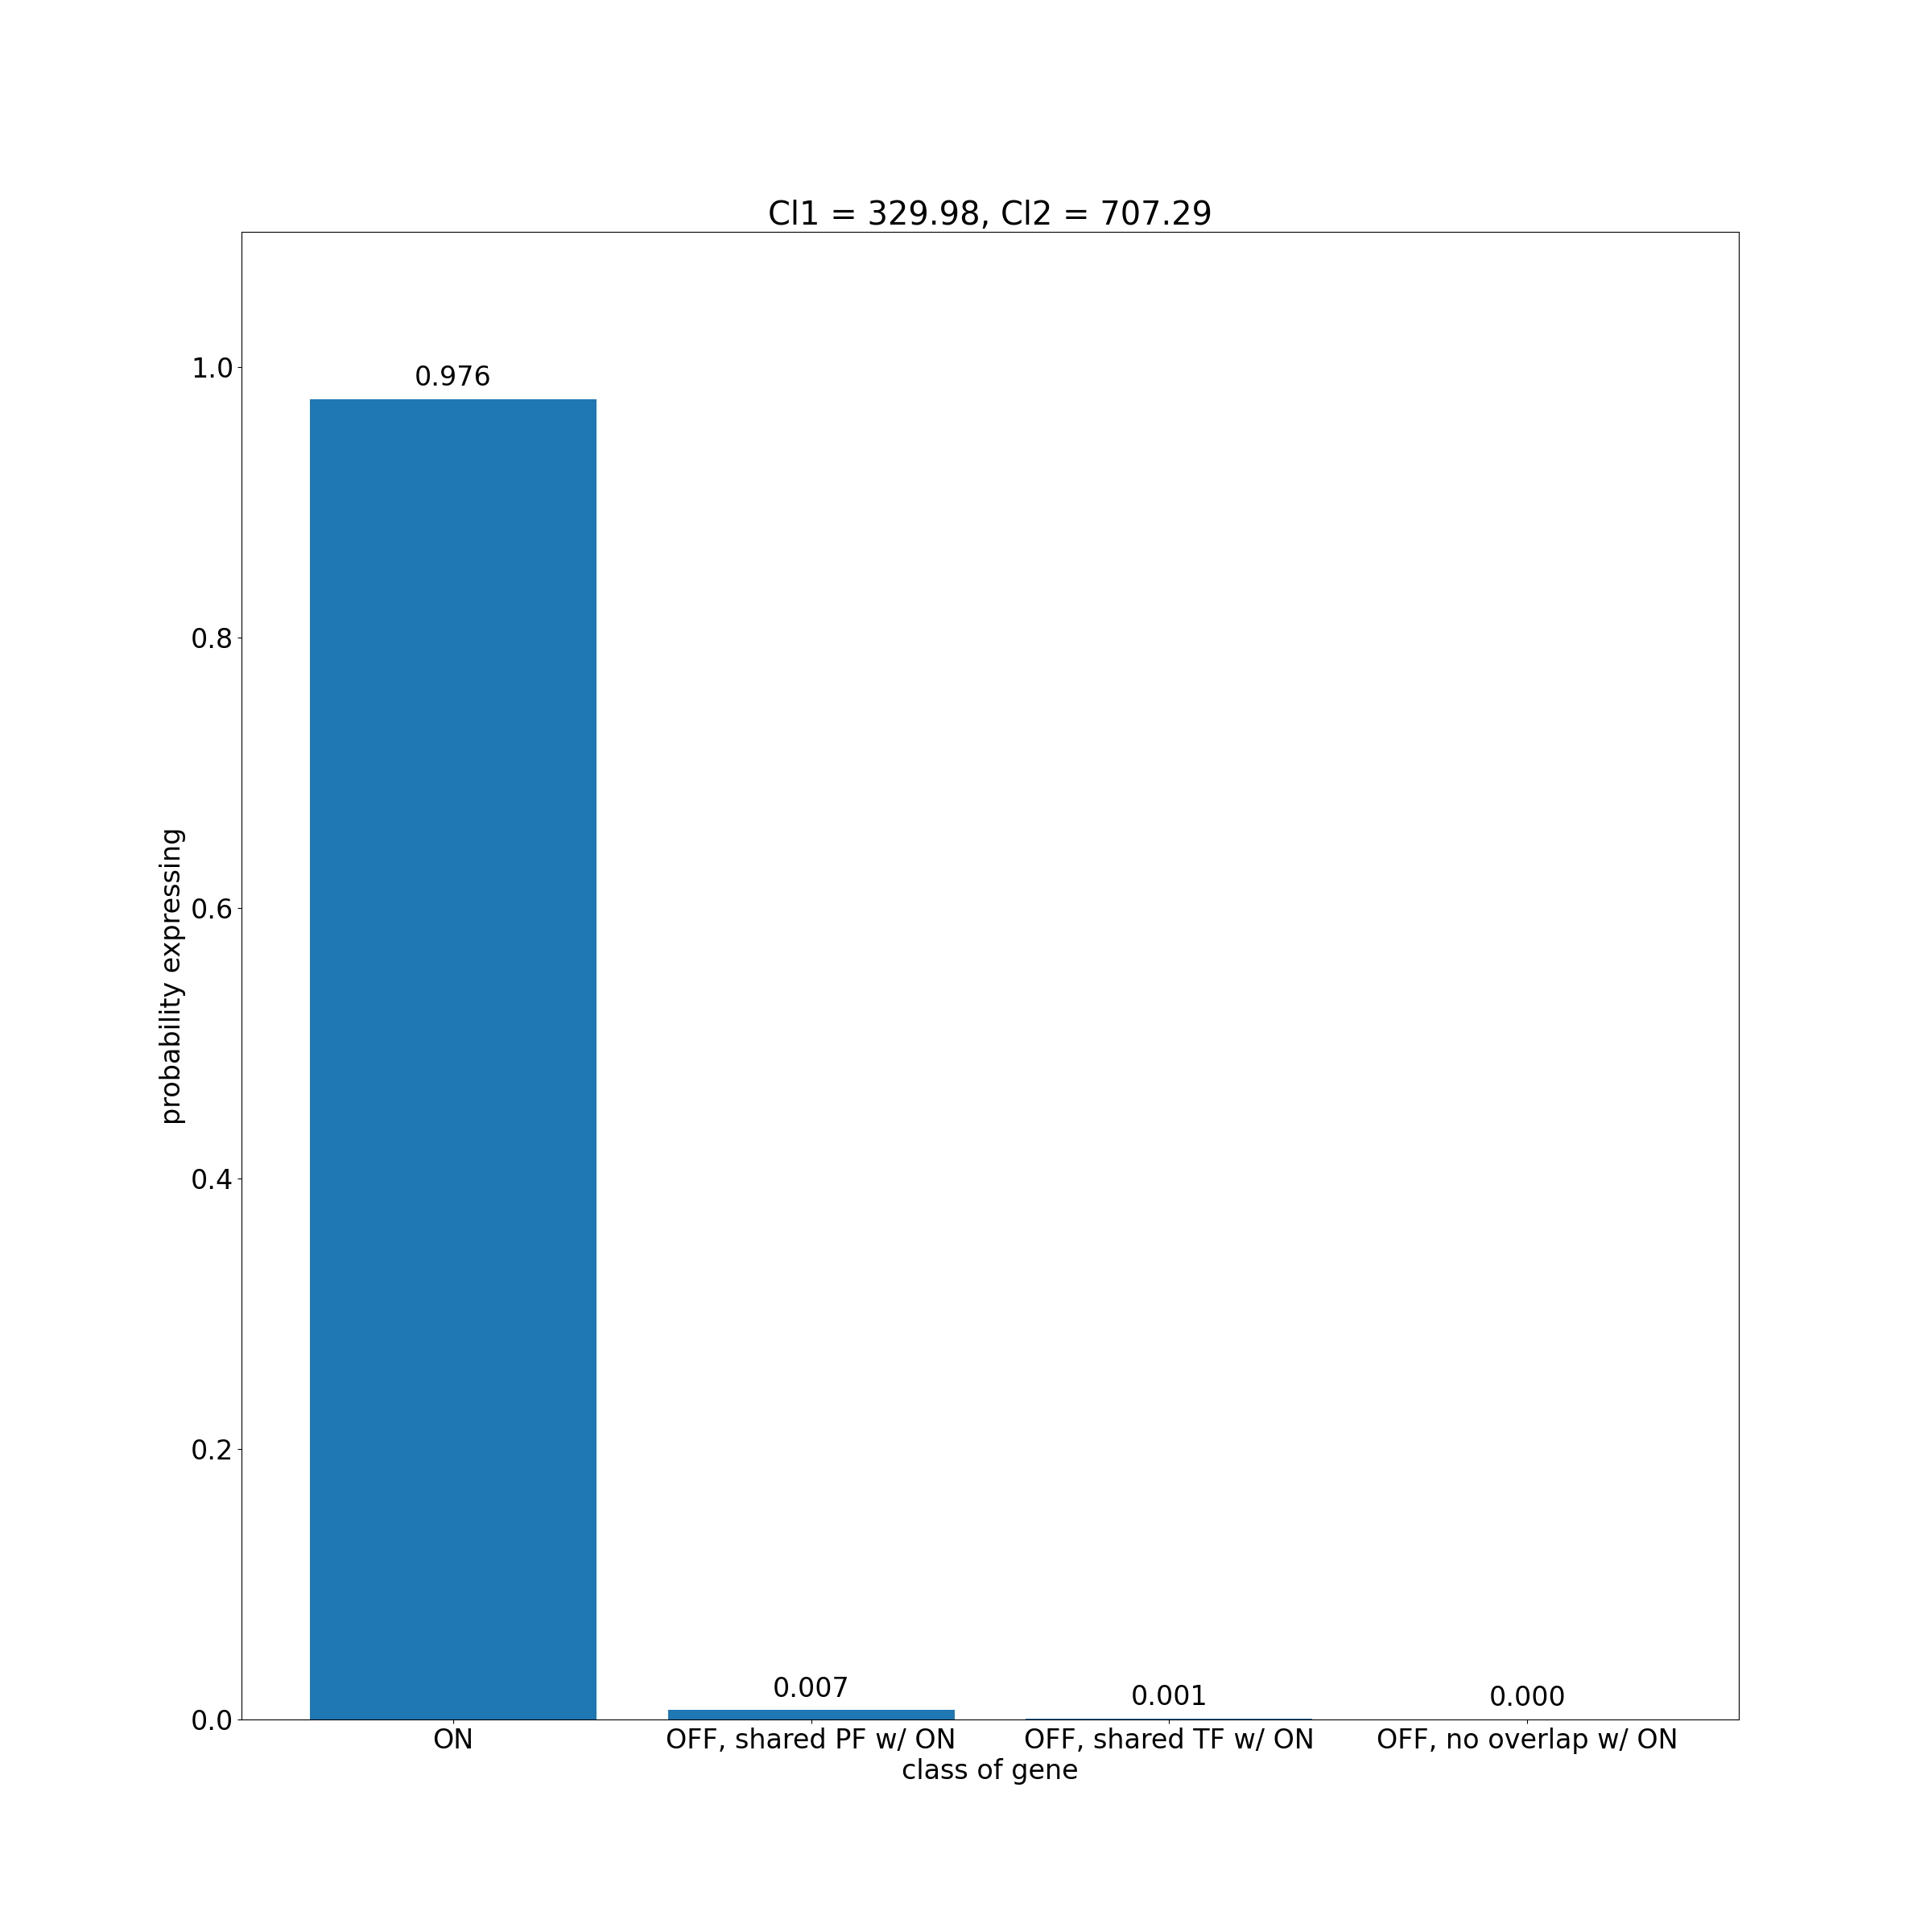 Cl1 = 329.98, Cl2 = 707.29
1.0
0.976
0.8
0.6
probability expressing
0.4
0.2
0.007
0.001
0.000
0.0
ON
OFF, shared PF w/ ON
OFF, shared TF w/ ON
OFF, no overlap w/ ON
class of gene